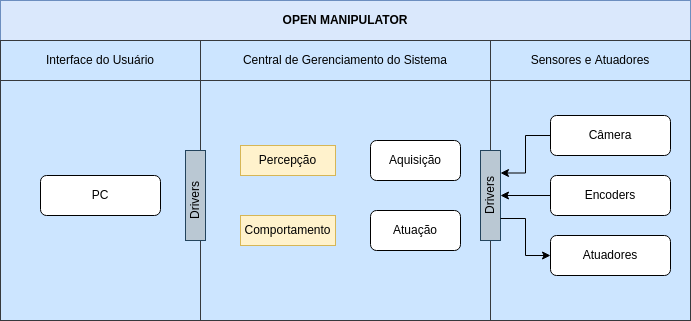 OPEN MANIPULATOR
Interface do Usuário
Central de Gerenciamento do Sistema
Sensores e Atuadores
PC
Drivers
Percepção
Comportamento
Aquisição
Atuação
Drivers
Câmera
Encoders
Atuadores